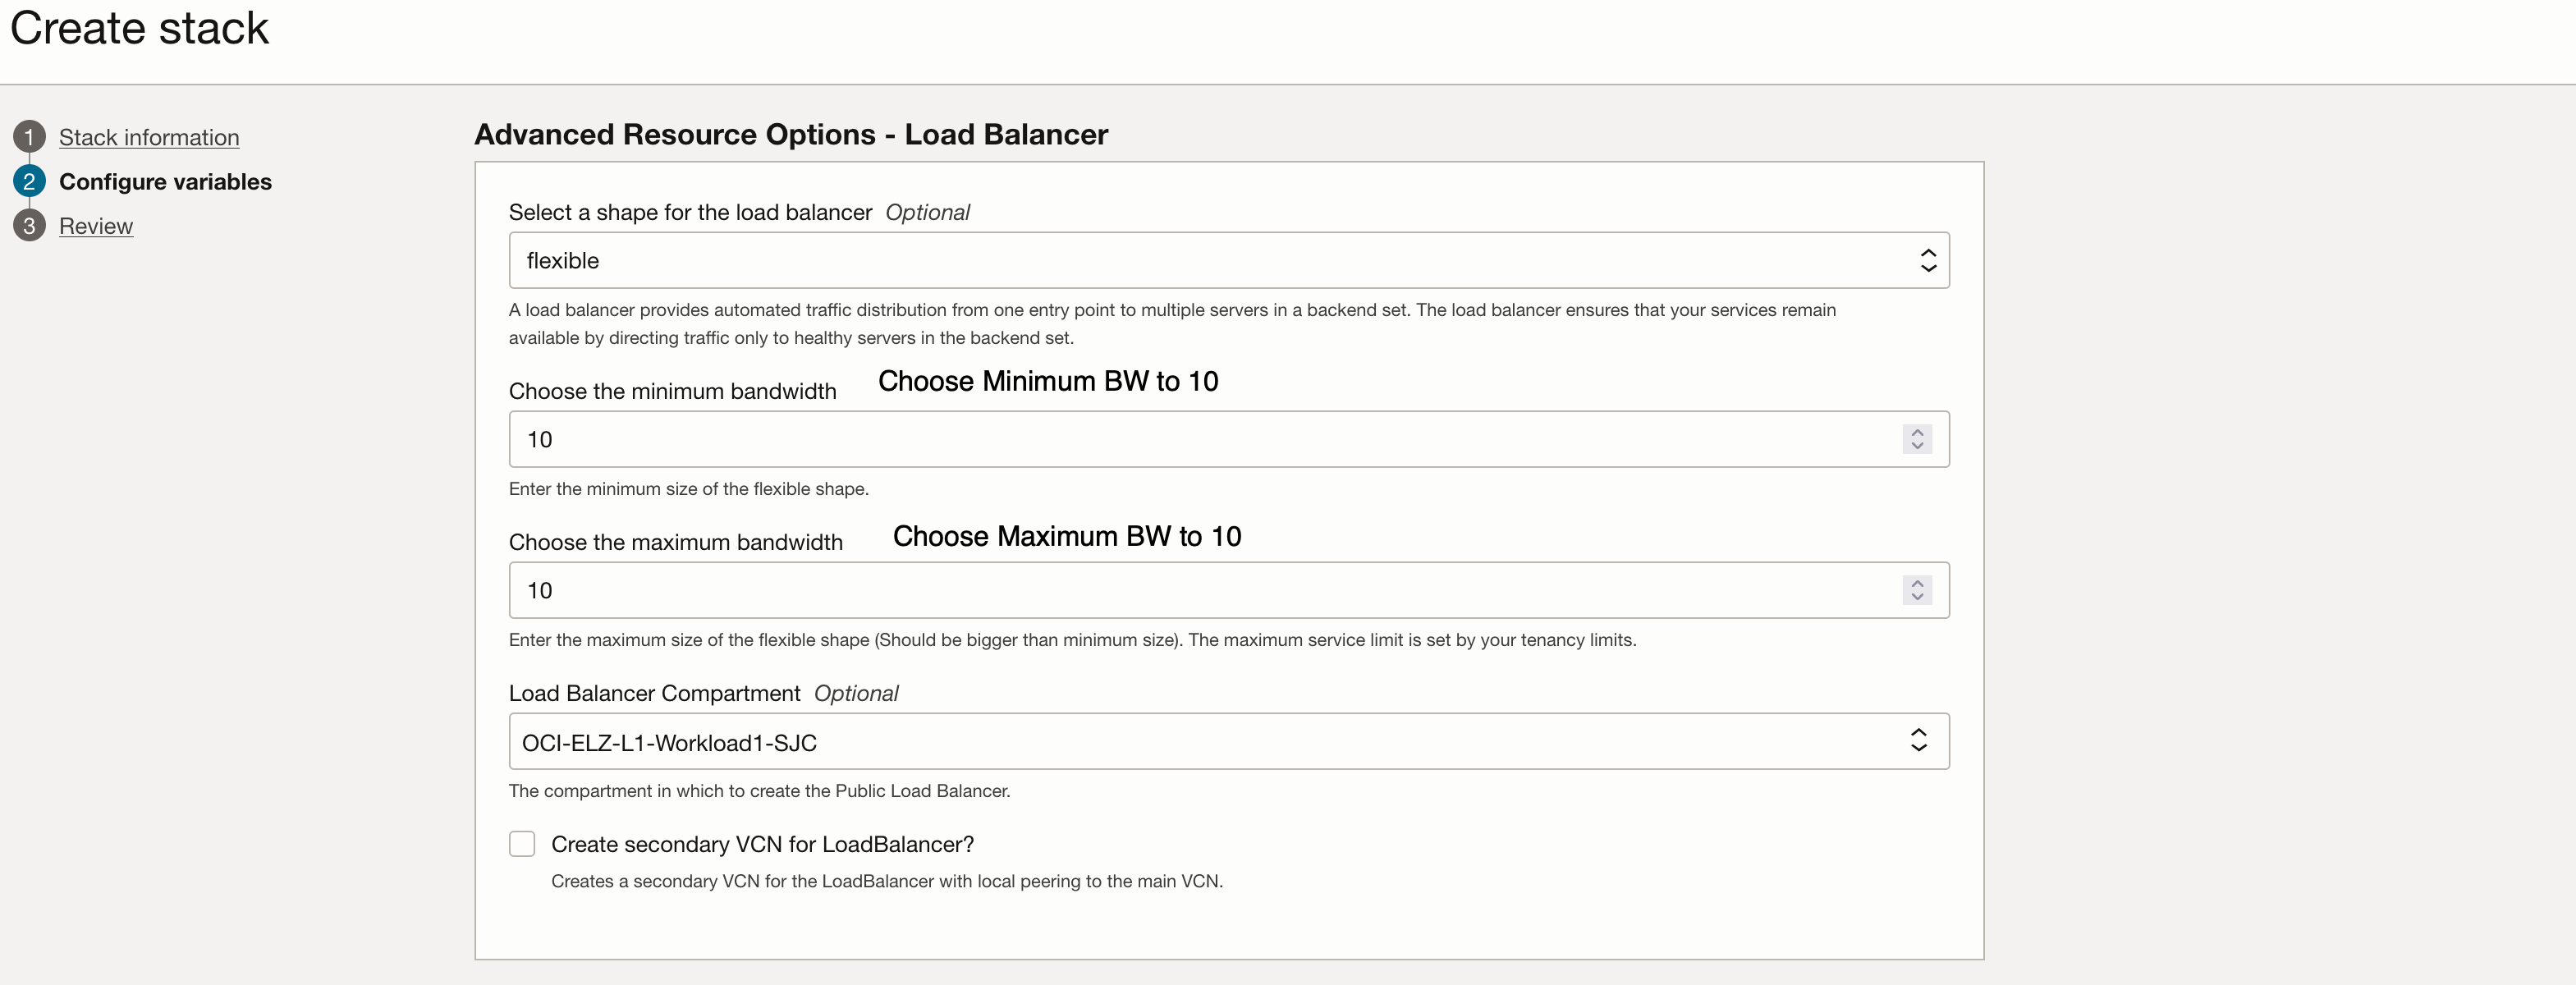 Create stack
1 Stack information
2 Configure variables
3 Review
Advanced Resource Options - Load Balancer
Select a shape for the load balancer Optional
flexible
A load balancer provides automated traffic distribution from one entry point to multiple servers in a backend set. The load balancer ensures that your services remain
available by directing traffic only to healthy servers in the backend set.
Choose the minimum bandwidth Choose Minimum BW to 10
10
Enter the minimum size of the flexible shape.
Choose the maximum bandwidth Choose Maximum BW to 10
10
Enter the maximum size of the flexible shape (Should be bigger than minimum size). The maximum service limit is set by your tenancy limits.
Load Balancer Compartment Optional
OCI-ELZ-L1-Workload1-SJC
The compartment in which to create the Public Load Balancer.
Create secondary VCN for LoadBalancer?
Creates a secondary VCN for the LoadBalancer with local peering to the main VCN.